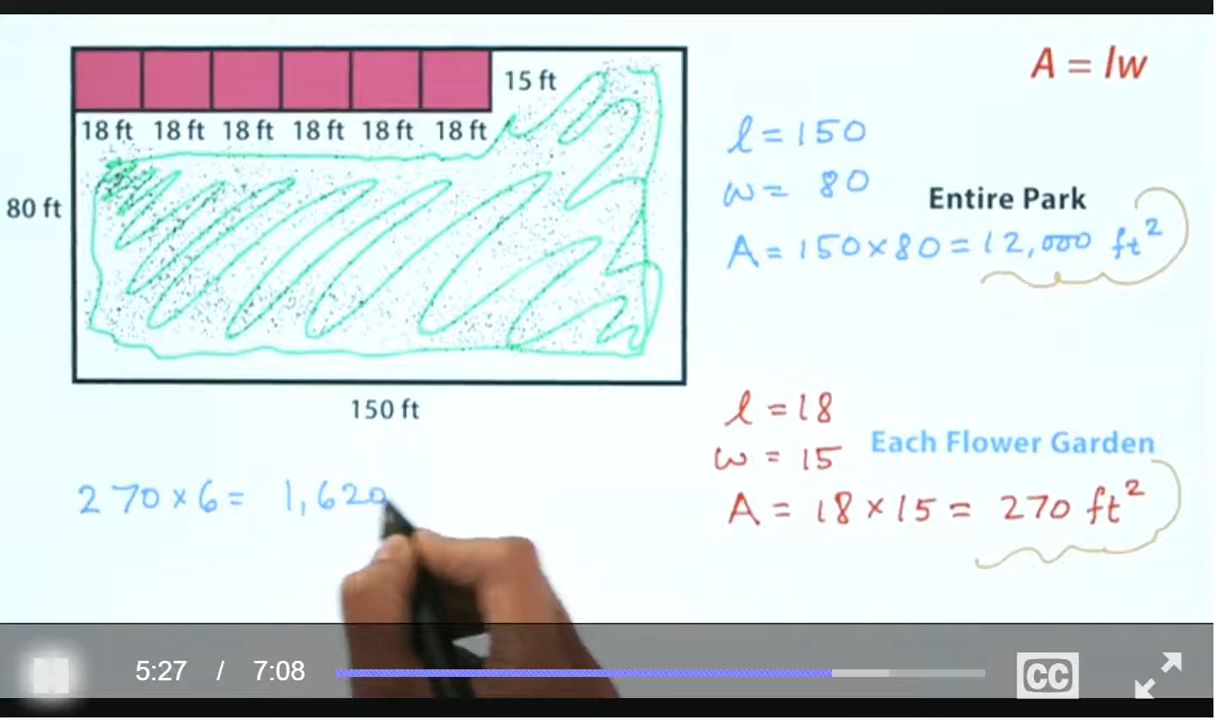 A = lw
15 ft
18 ft 18 ft 18 ft 18 ft 18 ft 18 ft
80 ft
150 ft
l = 150
w = 80
Entire Park
A = 150 × 80 = 12,000 ft²
l = 18
w = 15
Each Flower Garden
A = 18 × 15 = 270 ft²
270 × 6 = 1,620
5:27 / 7:08
CC